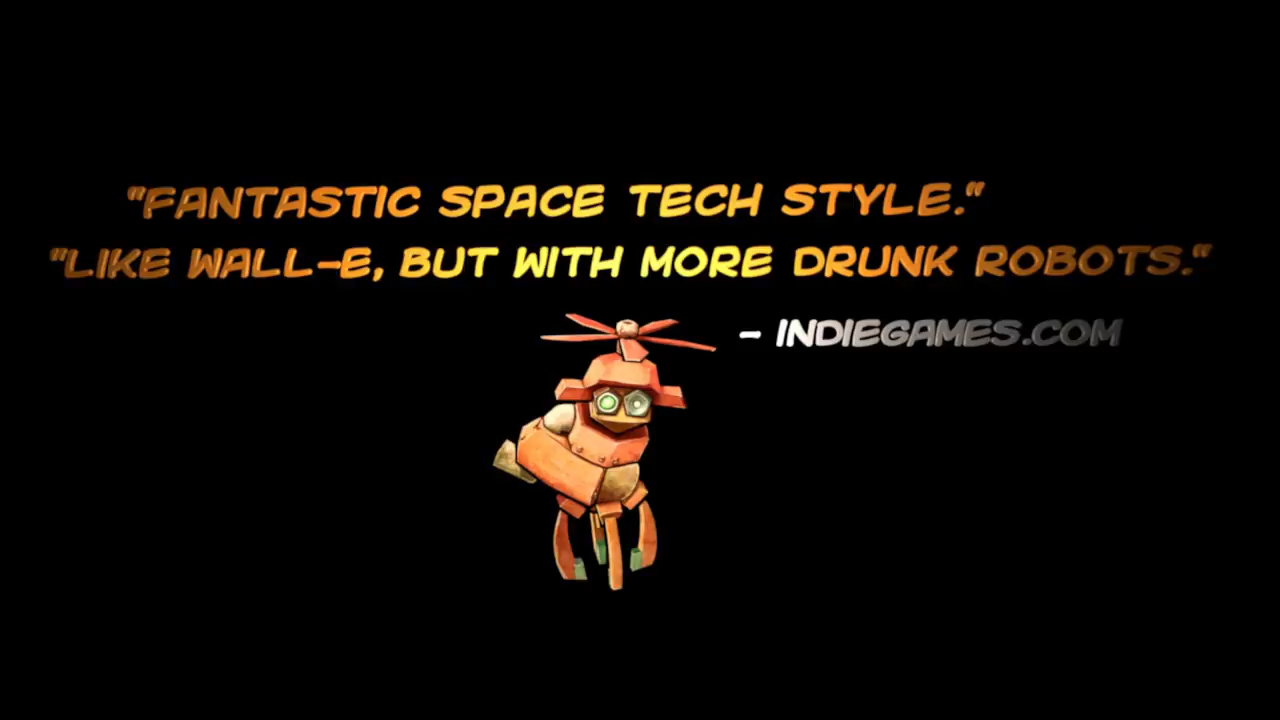 "FANTASTIC SPACE TECH STYLE."
"LIKE WALL-E, BUT WITH MORE DRUNK ROBOTS."
- INDIEGAMES.COM